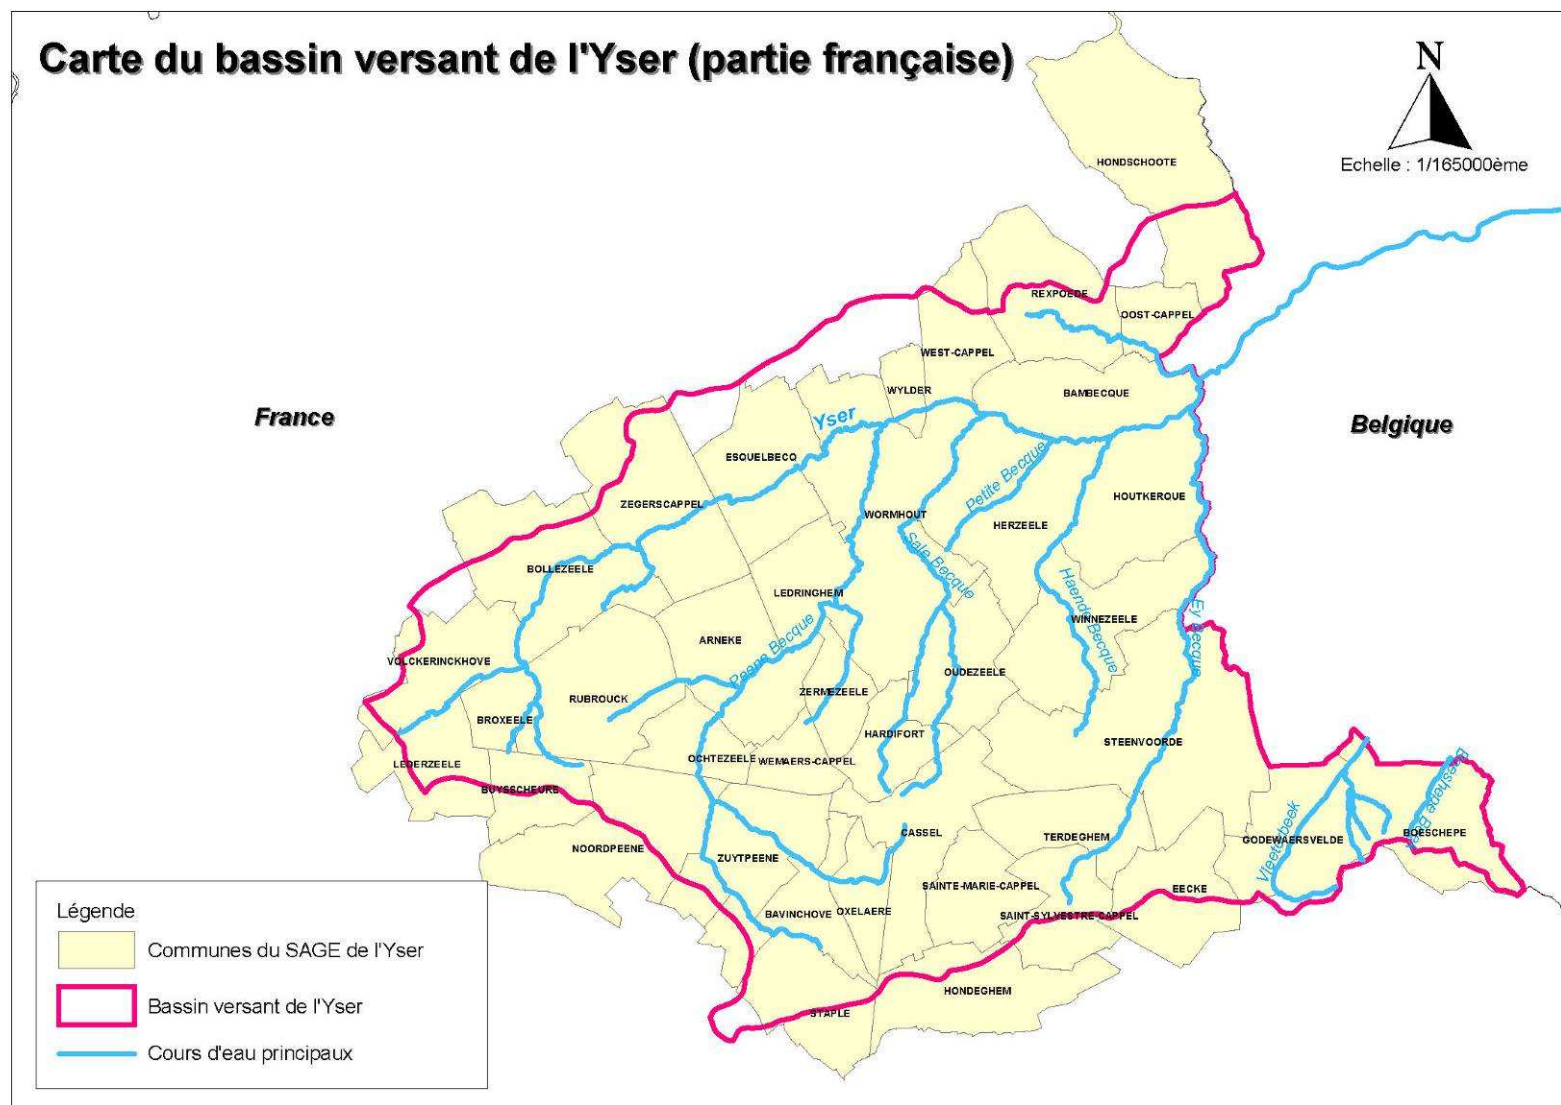 Carte du bassin versant de l'Yser (partie française)
N
Echelle : 1/165000ème
HONDSCHOOTE
REXPOEDE
OOST-CAPPEL
WEST-CAPPEL
WYLDER
BAMBECQUE
France
Yser
Belgique
ESQUELBECQ
Petite Becque
ZEGERSCAPPEL
HOUTKERQUE
WORMHOUT
HERZEELE
Sale Becque
BOLLEZEELE
LEDRINGHEM
Haende Becque
WINNEZEELE
Ey Becque
ARNEKE
Peene Becque
VOLCKERINCKHOVE
OUDEZEELE
RUBROUCK
ZERMEZEELE
BROXEELE
HARDIFORT
STEENVOORDE
LEDERZEELE
OCHTEZEELE
WEMAERS-CAPPEL
BUYSSCHEURE
CASSEL
TERDEGHEM
Vleeterbeek
GODEWAERSVELDE
BOESCHEPE
NOORDPEENE
ZUYTPEENE
SAINTE-MARIE-CAPPEL
EECKE
BAVINCHOVE
OXELAERE
SAINT-SYLVESTRE-CAPPEL
HONDEGHEM
STAPLE
Légende
Communes du SAGE de l'Yser
Bassin versant de l'Yser
Cours d'eau principaux